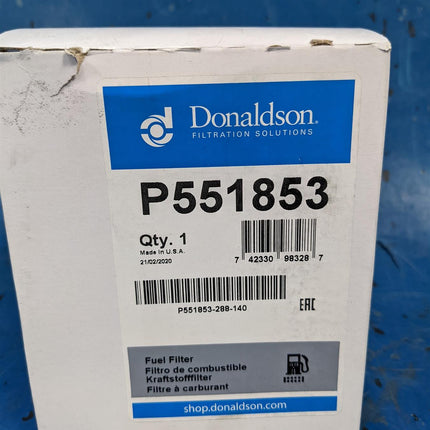 Donaldson®
FILTRATION SOLUTIONS
P551853
Qty. 1
Made in U.S.A.
21/02/2020
7 42330 98328 7
P551853-288-140
EAC
Fuel Filter
Filtro de combustible
Kraftstofffilter
Filtre à carburant
shop.donaldson.com